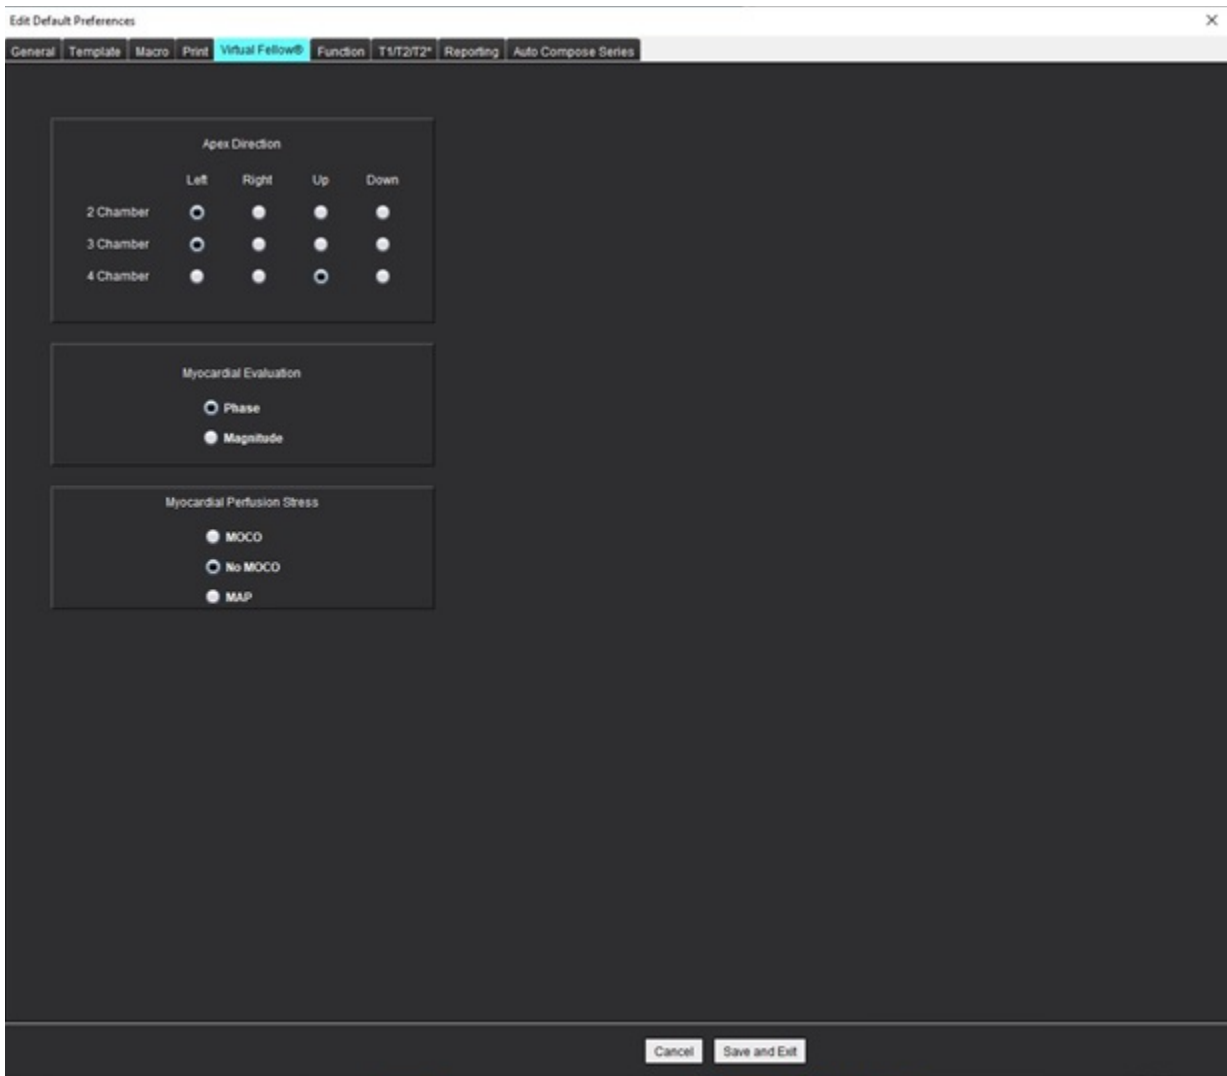 Edit Default Preferences
General Template Macro Print Virtual Fellow® Function T1/T2/T2* Reporting Auto Compose Series
Apex Direction
Left Right Up Down
2 Chamber
3 Chamber
4 Chamber
Myocardial Evaluation
Phase
Magnitude
Myocardial Perfusion Stress
MOCO
No MOCO
MAP
Cancel Save and Exit